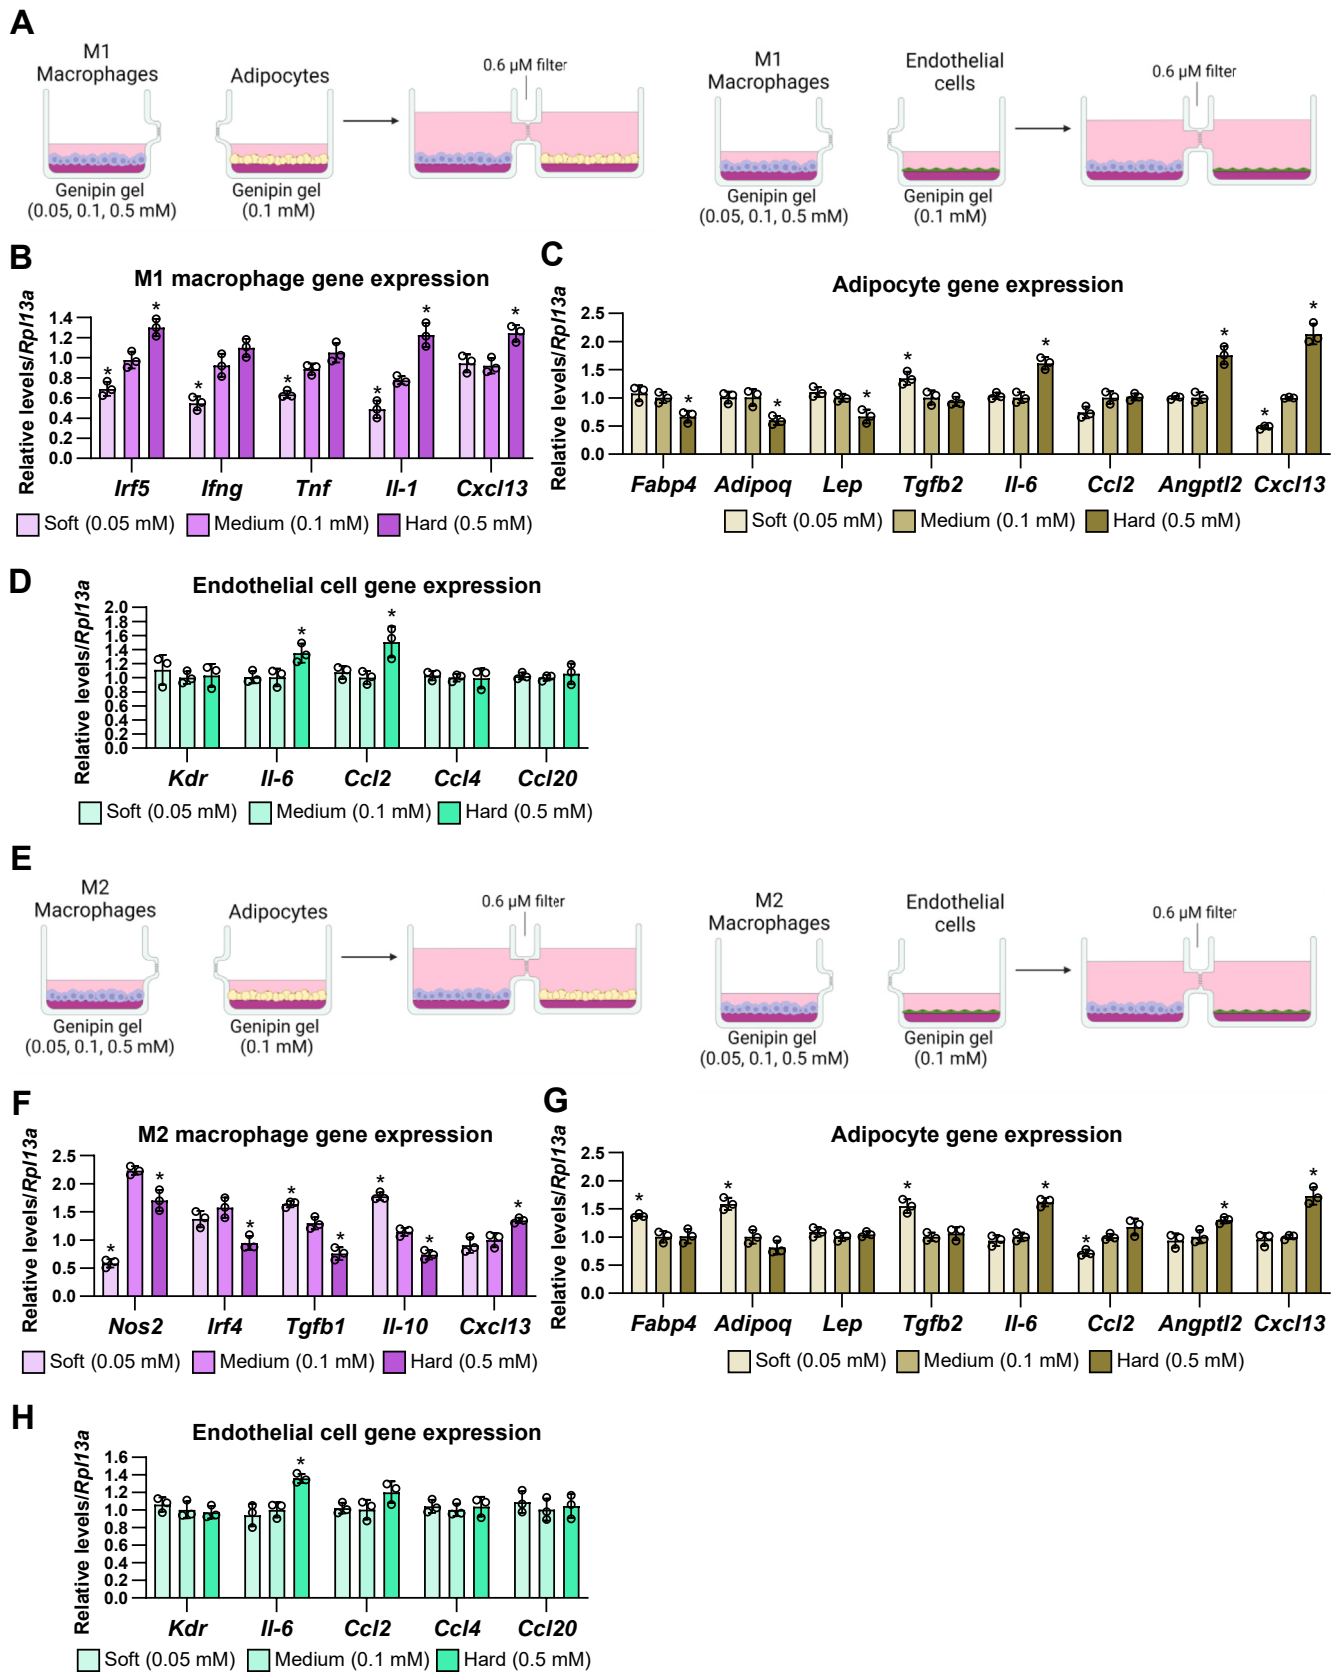 A
M1
Macrophages
Adipocytes
0.6 µM filter
Genipin gel
(0.05, 0.1, 0.5 mM)
Genipin gel
(0.1 mM)
M1
Macrophages
Endothelial
cells
0.6 µM filter
Genipin gel
(0.05, 0.1, 0.5 mM)
Genipin gel
(0.1 mM)
B
M1 macrophage gene expression
Relative levels/Rpl13a
1.4
1.2
1.0
0.8
0.6
0.4
0.2
0.0
* * * * * * *
Irf5 Ifng Tnf Il-1 Cxcl13
Soft (0.05 mM) Medium (0.1 mM) Hard (0.5 mM)
C
Adipocyte gene expression
Relative levels/Rpl13a
2.5
2.0
1.5
1.0
0.5
0.0
* * * * * * * *
Fabp4 Adipoq Lep Tgfb2 Il-6 Ccl2 Angptl2 Cxcl13
Soft (0.05 mM) Medium (0.1 mM) Hard (0.5 mM)
D
Endothelial cell gene expression
Relative levels/Rpl13a
2.0
1.8
1.6
1.4
1.2
1.0
0.8
0.6
0.4
0.2
0.0
* *
Kdr Il-6 Ccl2 Ccl4 Ccl20
Soft (0.05 mM) Medium (0.1 mM) Hard (0.5 mM)
E
M2
Macrophages
Adipocytes
0.6 µM filter
Genipin gel
(0.05, 0.1, 0.5 mM)
Genipin gel
(0.1 mM)
M2
Macrophages
Endothelial
cells
0.6 µM filter
Genipin gel
(0.05, 0.1, 0.5 mM)
Genipin gel
(0.1 mM)
F
M2 macrophage gene expression
Relative levels/Rpl13a
2.5
2.0
1.5
1.0
0.5
0.0
* * * * * * * *
Nos2 Irf4 Tgfb1 Il-10 Cxcl13
Soft (0.05 mM) Medium (0.1 mM) Hard (0.5 mM)
G
Adipocyte gene expression
Relative levels/Rpl13a
2.5
2.0
1.5
1.0
0.5
0.0
* * * * * * *
Fabp4 Adipoq Lep Tgfb2 Il-6 Ccl2 Angptl2 Cxcl13
Soft (0.05 mM) Medium (0.1 mM) Hard (0.5 mM)
H
Endothelial cell gene expression
Relative levels/Rpl13a
1.6
1.4
1.2
1.0
0.8
0.6
0.4
0.2
0.0
*
Kdr Il-6 Ccl2 Ccl4 Ccl20
Soft (0.05 mM) Medium (0.1 mM) Hard (0.5 mM)